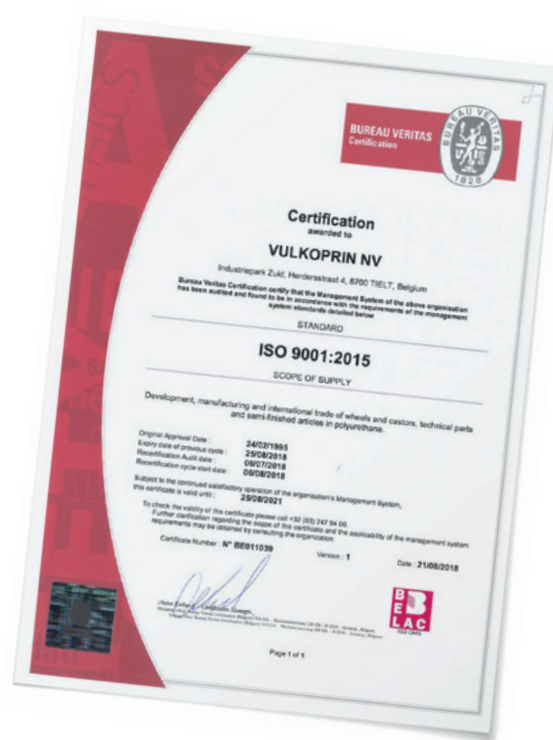 BUREAU VERITAS
Certification
BUREAU VERITAS
1828
Certification
awarded to
VULKOPRIN NV
Industriepark Zuid, Herdersstraat 4, 8700 TIELT, Belgium
Bureau Veritas Certification certify that the Management System of the above organisation
has been audited and found to be in accordance with the requirements of the management
system standards detailed below
STANDARD
ISO 9001:2015
SCOPE OF SUPPLY
Development, manufacturing and international trade of wheels and castors, technical parts
and semi-finished articles in polyurethane.
Original Approval Date : 24/02/1995
Expiry date of previous cycle : 25/08/2018
Recertification Audit date : 06/07/2018
Recertification cycle start date : 06/08/2018
Subject to the continued satisfactory operation of the organisation's Management System,
this certificate is valid until : 25/08/2021
To check the validity of this certificate please call +32 (93) 247 94 00
Further clarification regarding the scope of this certificate and the applicability of the management system
requirements may be obtained by consulting the organization.
Certificate Number : N° BE011039 Version : 1 Date : 21/08/2018
BELAC
Page 1 of 1